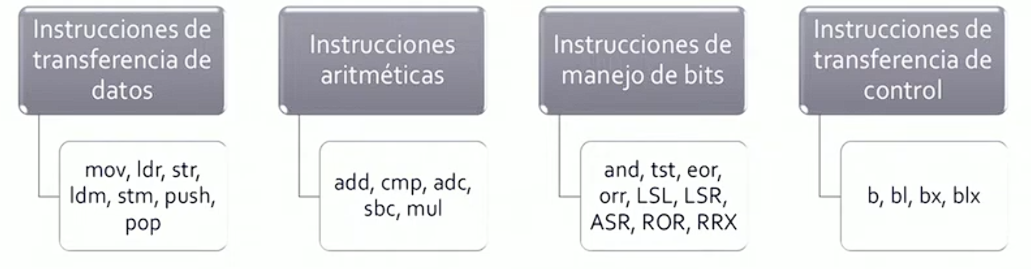 Instrucciones de
transferencia de
datos
mov, ldr, str,
ldm, stm, push,
pop
Instrucciones
aritméticas
add, cmp, adc,
sbc, mul
Instrucciones de
manejo de bits
and, tst, eor,
orr, LSL, LSR,
ASR, ROR, RRX
Instrucciones de
transferencia de
control
b, bl, bx, blx